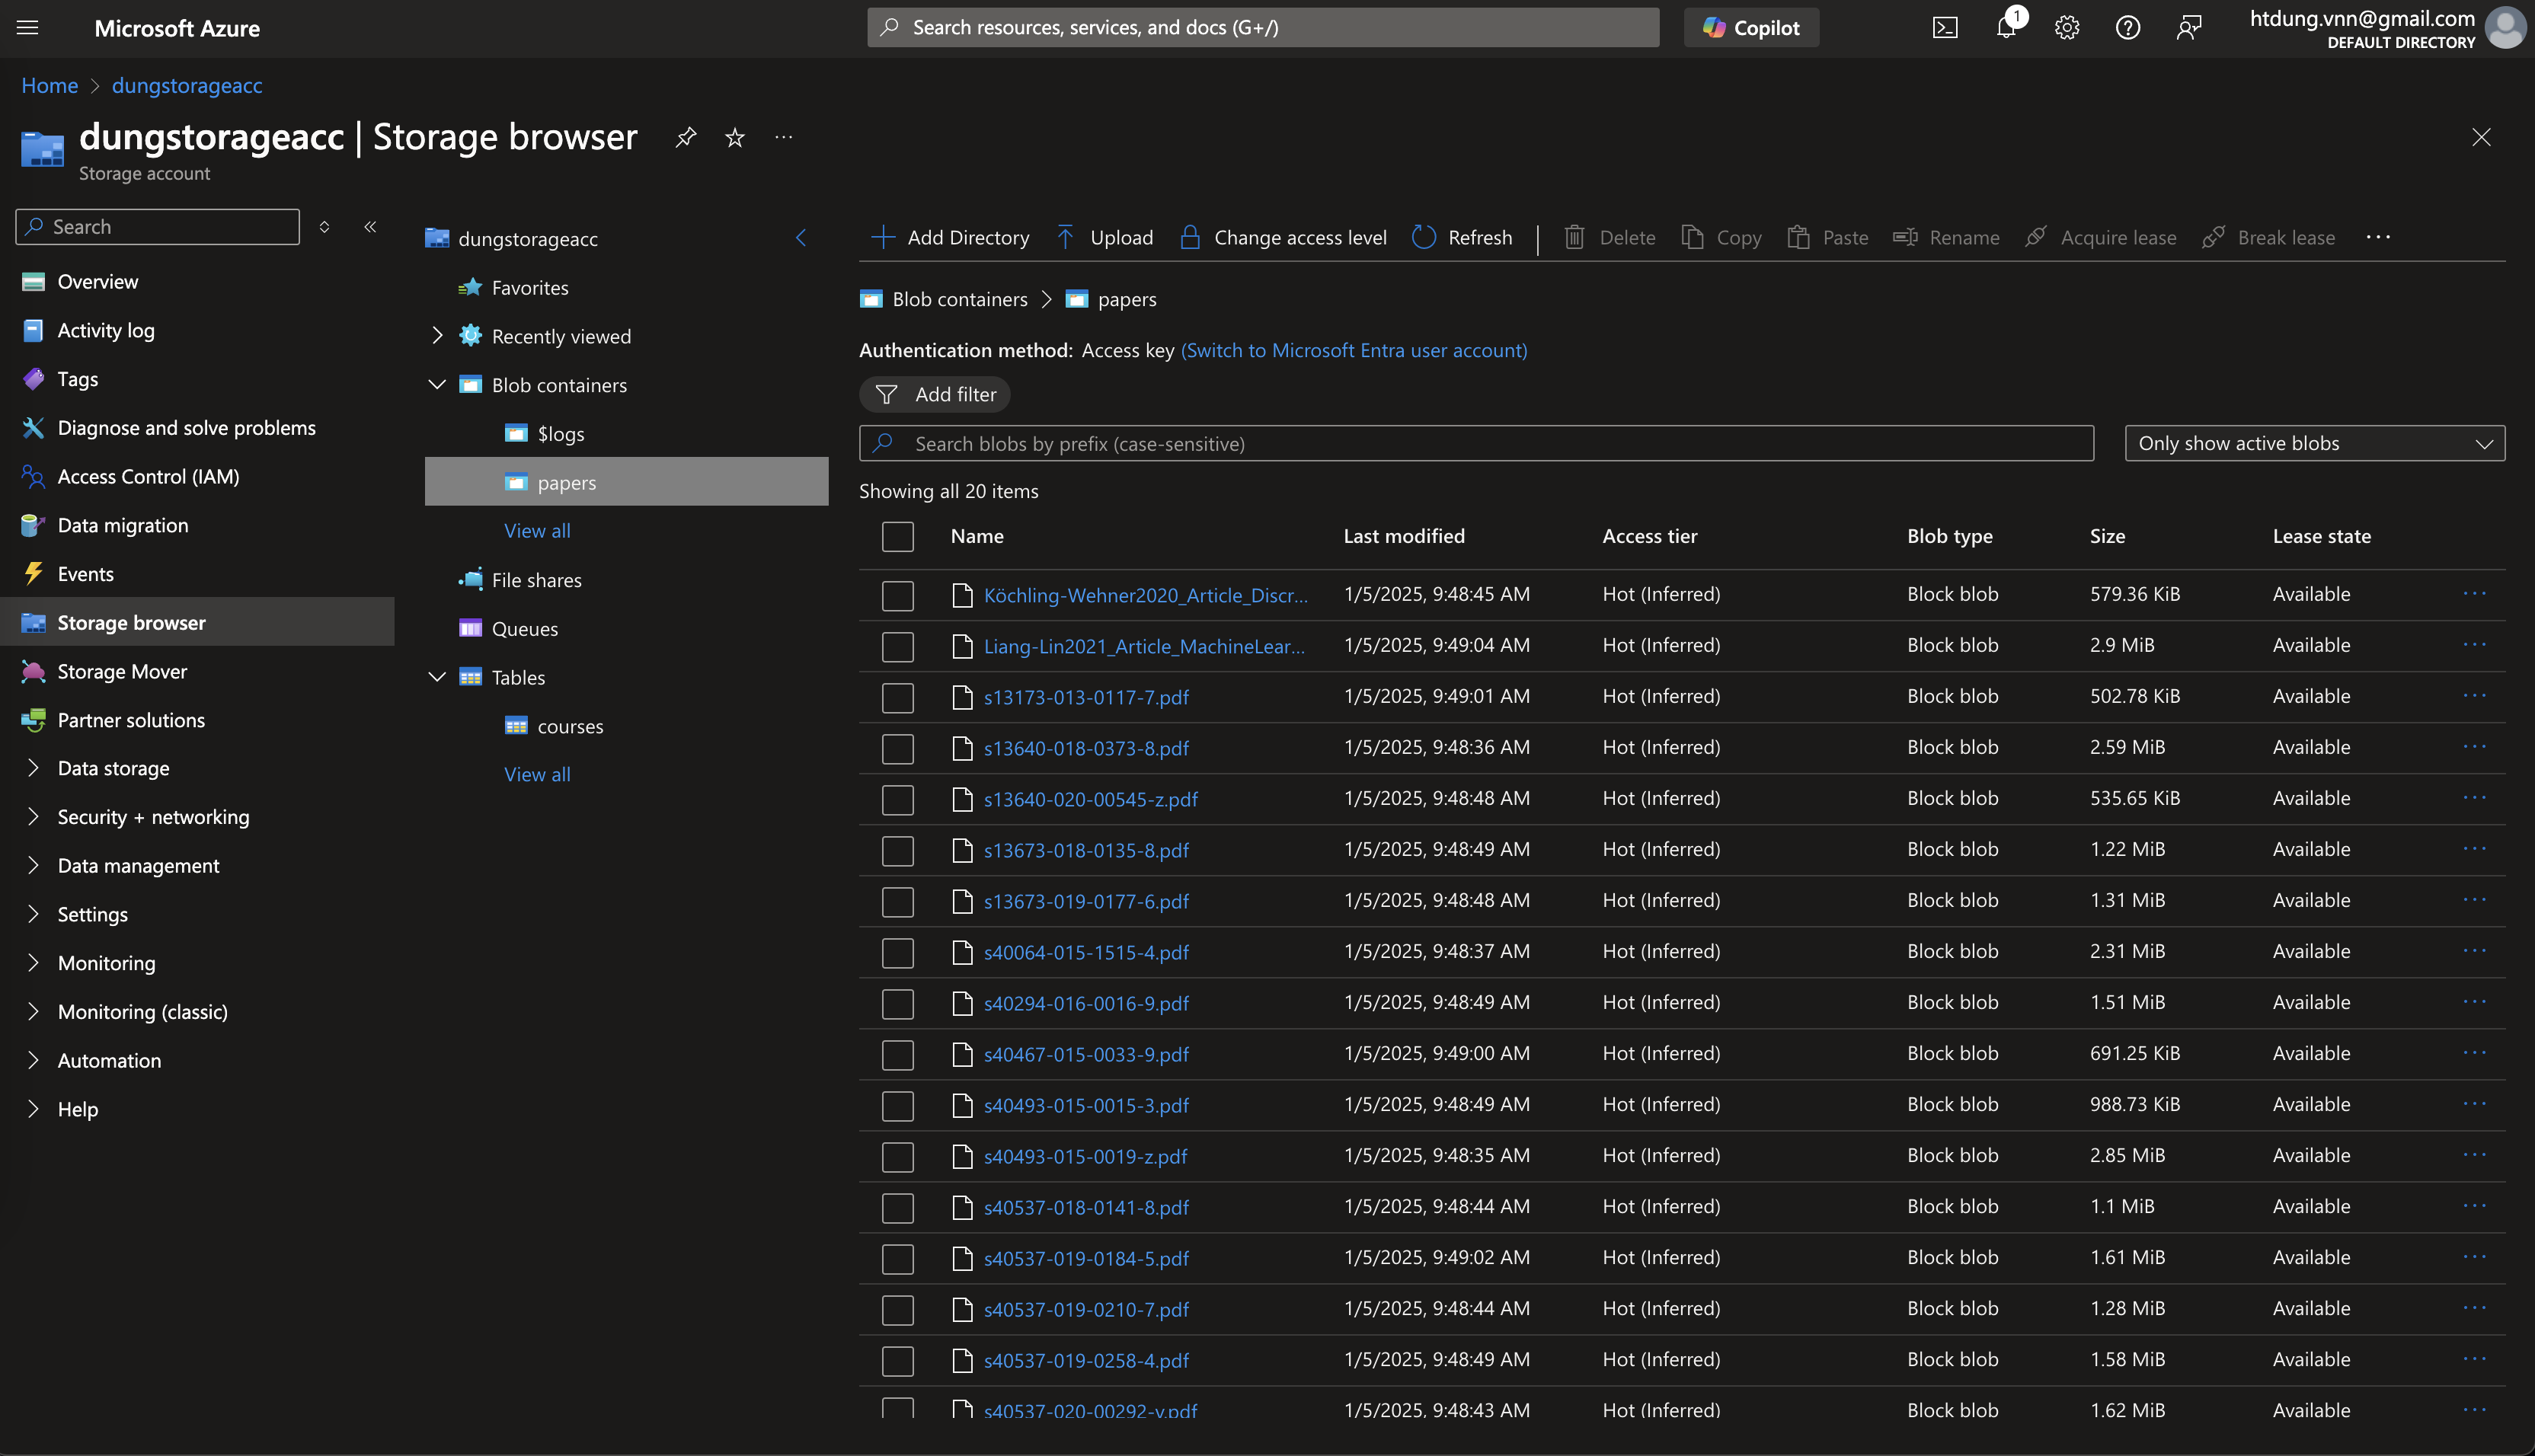 Microsoft Azure
Search resources, services, and docs (G+/)
Copilot
1
htdung.vnn@gmail.com
DEFAULT DIRECTORY
Home > dungstorageacc
dungstorageacc | Storage browser
Storage account
Search
Overview
Activity log
Tags
Diagnose and solve problems
Access Control (IAM)
Data migration
Events
Storage browser
Storage Mover
Partner solutions
Data storage
Security + networking
Data management
Settings
Monitoring
Monitoring (classic)
Automation
Help
dungstorageacc
Favorites
Recently viewed
Blob containers
$logs
papers
View all
File shares
Queues
Tables
courses
View all
Add Directory Upload Change access level Refresh | Delete Copy Paste Rename Acquire lease Break lease ...
Blob containers > papers
Authentication method: Access key (Switch to Microsoft Entra user account)
Add filter
Search blobs by prefix (case-sensitive)
Only show active blobs
Showing all 20 items
Name Last modified Access tier Blob type Size Lease state
Köchling-Wehner2020_Article_Discr... 1/5/2025, 9:48:45 AM Hot (Inferred) Block blob 579.36 KiB Available ...
Liang-Lin2021_Article_MachineLear... 1/5/2025, 9:49:04 AM Hot (Inferred) Block blob 2.9 MiB Available ...
s13173-013-0117-7.pdf 1/5/2025, 9:49:01 AM Hot (Inferred) Block blob 502.78 KiB Available ...
s13640-018-0373-8.pdf 1/5/2025, 9:48:36 AM Hot (Inferred) Block blob 2.59 MiB Available ...
s13640-020-00545-z.pdf 1/5/2025, 9:48:48 AM Hot (Inferred) Block blob 535.65 KiB Available ...
s13673-018-0135-8.pdf 1/5/2025, 9:48:49 AM Hot (Inferred) Block blob 1.22 MiB Available ...
s13673-019-0177-6.pdf 1/5/2025, 9:48:48 AM Hot (Inferred) Block blob 1.31 MiB Available ...
s40064-015-1515-4.pdf 1/5/2025, 9:48:37 AM Hot (Inferred) Block blob 2.31 MiB Available ...
s40294-016-0016-9.pdf 1/5/2025, 9:48:49 AM Hot (Inferred) Block blob 1.51 MiB Available ...
s40467-015-0033-9.pdf 1/5/2025, 9:49:00 AM Hot (Inferred) Block blob 691.25 KiB Available ...
s40493-015-0015-3.pdf 1/5/2025, 9:48:49 AM Hot (Inferred) Block blob 988.73 KiB Available ...
s40493-015-0019-z.pdf 1/5/2025, 9:48:35 AM Hot (Inferred) Block blob 2.85 MiB Available ...
s40537-018-0141-8.pdf 1/5/2025, 9:48:44 AM Hot (Inferred) Block blob 1.1 MiB Available ...
s40537-019-0184-5.pdf 1/5/2025, 9:49:02 AM Hot (Inferred) Block blob 1.61 MiB Available ...
s40537-019-0210-7.pdf 1/5/2025, 9:48:44 AM Hot (Inferred) Block blob 1.28 MiB Available ...
s40537-019-0258-4.pdf 1/5/2025, 9:48:49 AM Hot (Inferred) Block blob 1.58 MiB Available ...
s40537-020-00292-y.pdf 1/5/2025, 9:48:43 AM Hot (Inferred) Block blob 1.62 MiB Available ...